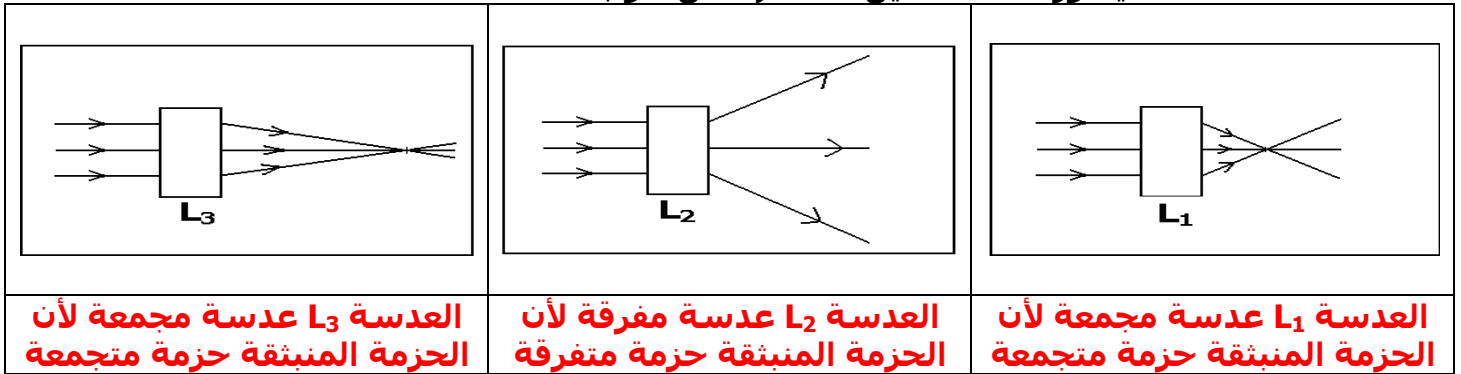 L₁
L₂
L₃
العدسة L₁ عدسة مجمعة لأن
الحزمة المنبثقة حزمة متجمعة
العدسة L₂ عدسة مفرقة لأن
الحزمة المنبثقة حزمة متفرقة
العدسة L₃ عدسة مجمعة لأن
الحزمة المنبثقة حزمة متجمعة